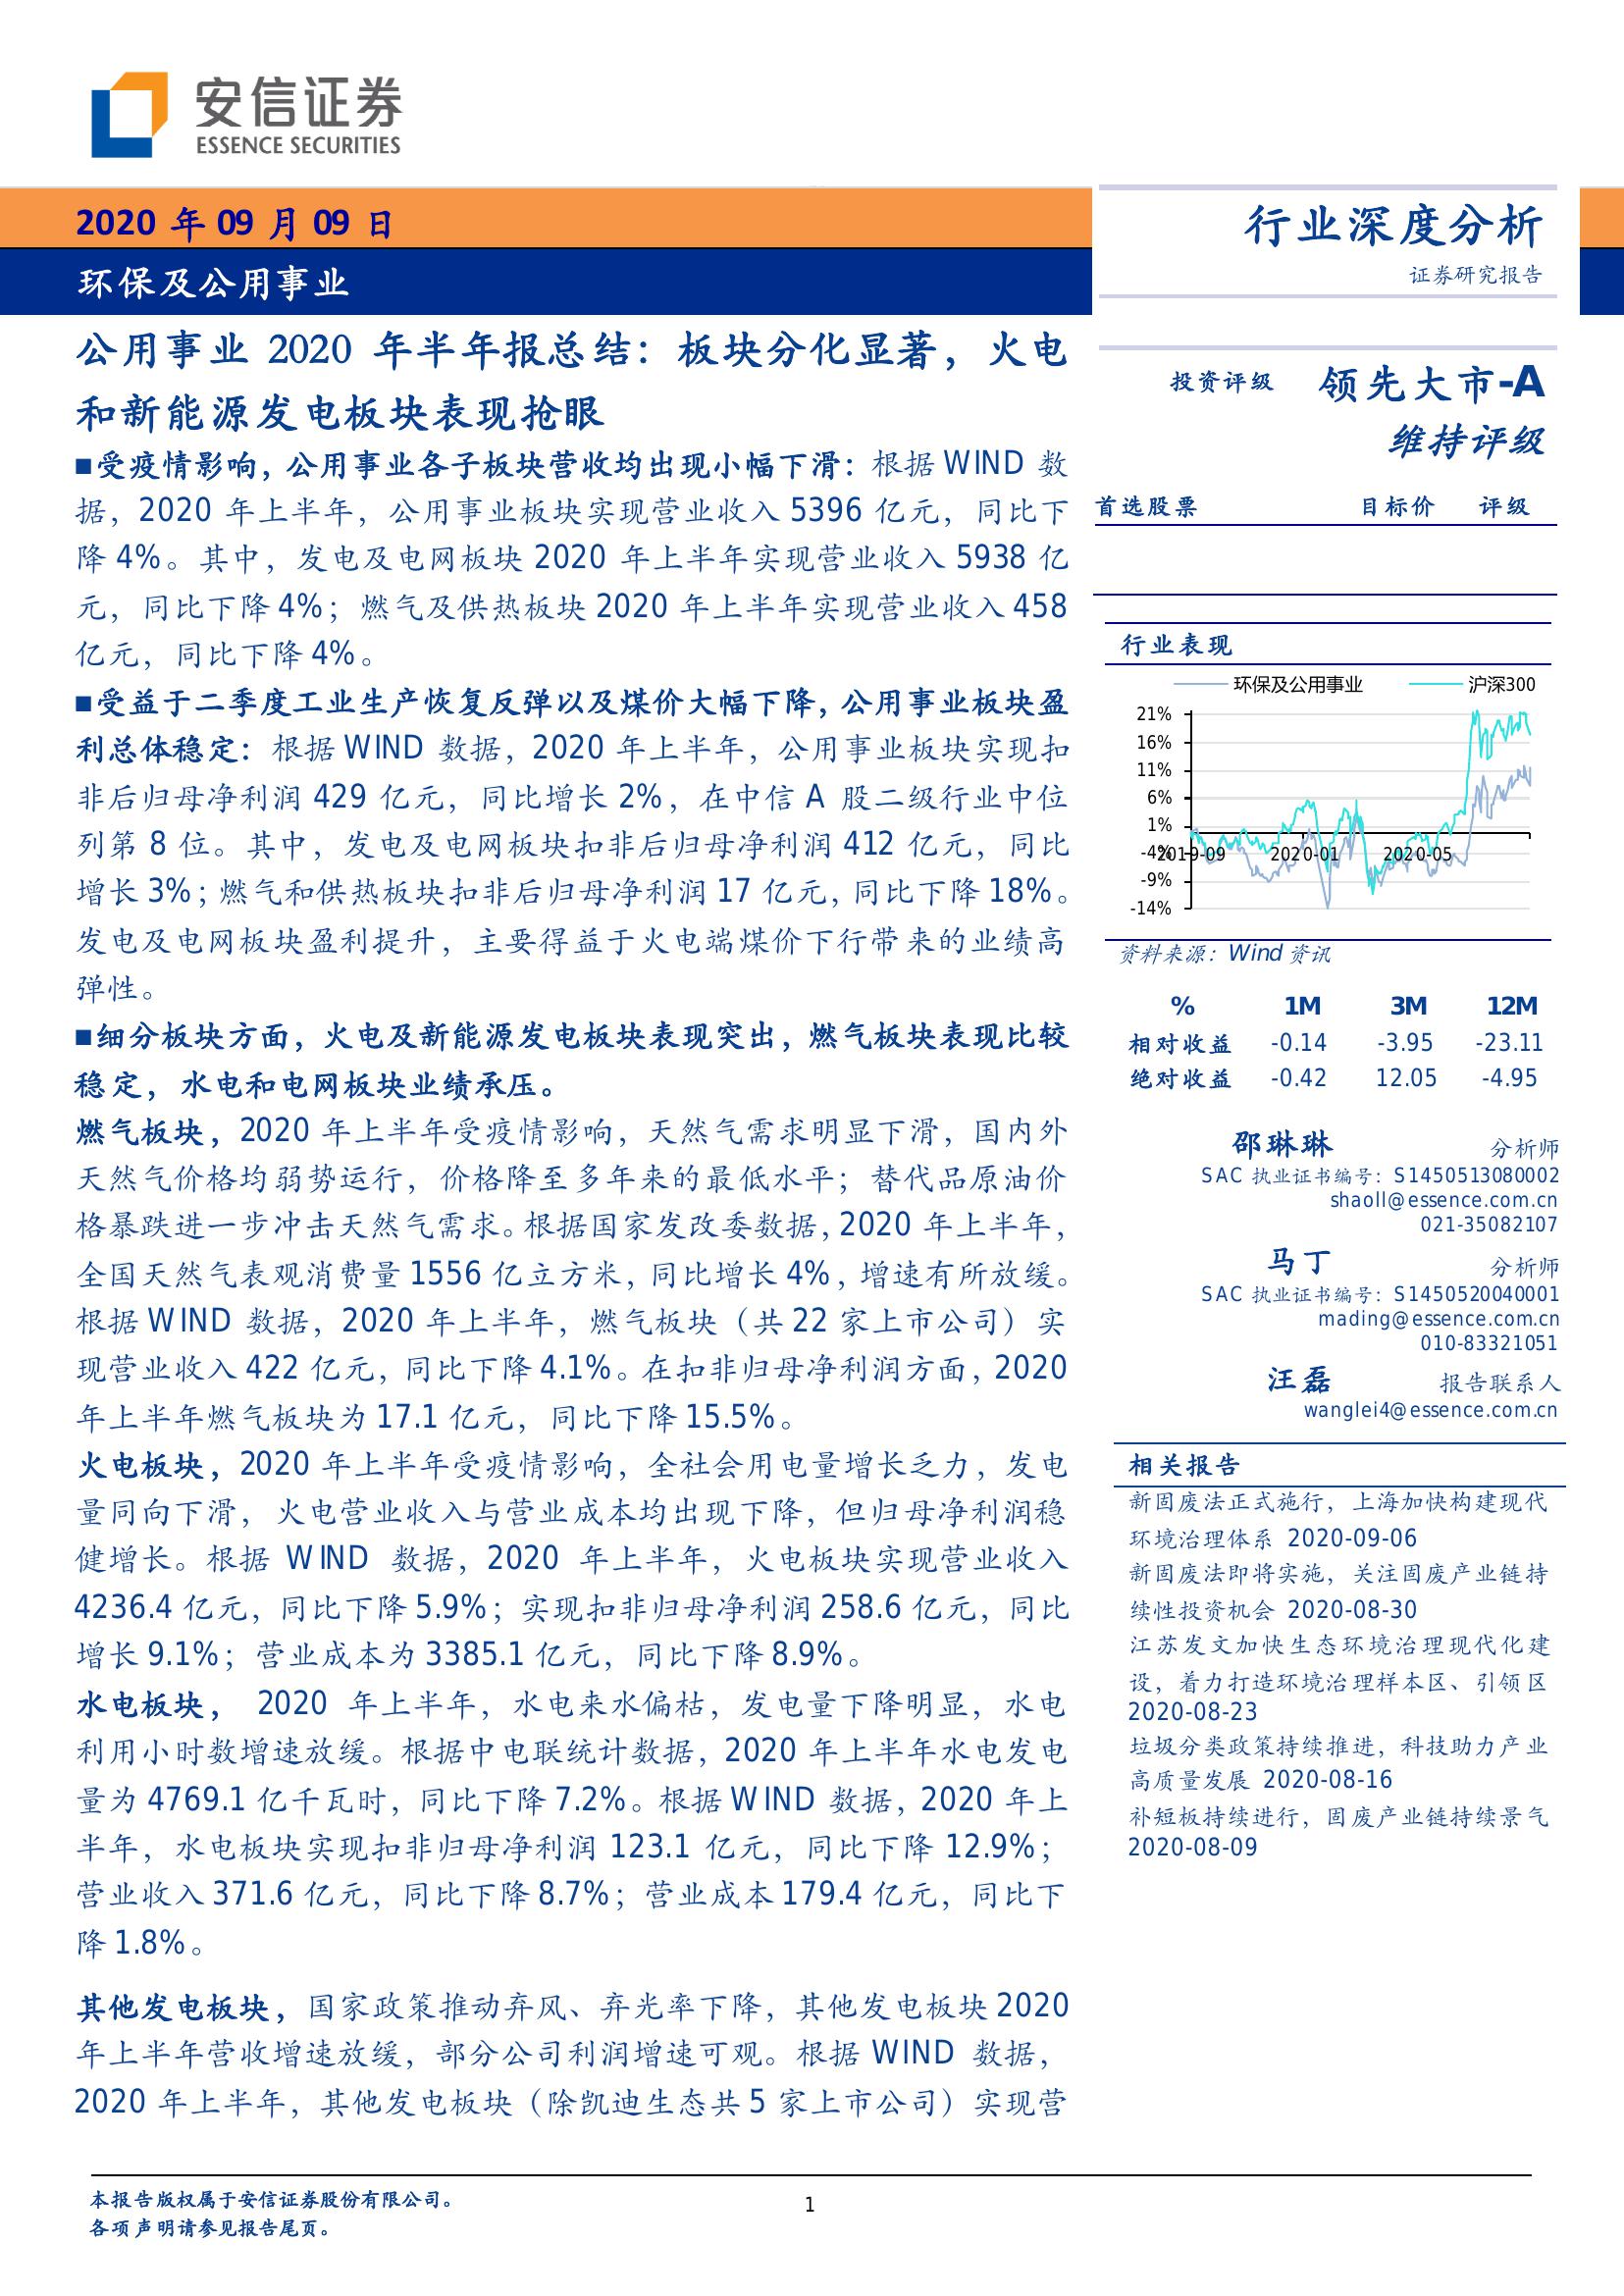 安信证券
ESSENCE SECURITIES
2020 年 09 月 09 日
环保及公用事业
行业深度分析
证券研究报告
公用事业 2020 年半年报总结：板块分化显著，火电
和新能源发电板块表现抢眼
■受疫情影响，公用事业各子板块营收均出现小幅下滑：根据 WIND 数
据，2020 年上半年，公用事业板块实现营业收入 5396 亿元，同比下
降 4%。其中，发电及电网板块 2020 年上半年实现营业收入 5938 亿
元，同比下降 4%；燃气及供热板块 2020 年上半年实现营业收入 458
亿元，同比下降 4%。
■受益于二季度工业生产恢复反弹以及煤价大幅下降，公用事业板块盈
利总体稳定：根据 WIND 数据，2020 年上半年，公用事业板块实现扣
非后归母净利润 429 亿元，同比增长 2%，在中信 A 股二级行业中位
列第 8 位。其中，发电及电网板块扣非后归母净利润 412 亿元，同比
增长 3%；燃气和供热板块扣非后归母净利润 17 亿元，同比下降 18%。
发电及电网板块盈利提升，主要得益于火电端煤价下行带来的业绩高
弹性。
■细分板块方面，火电及新能源发电板块表现突出，燃气板块表现比较
稳定，水电和电网板块业绩承压。
燃气板块，2020 年上半年受疫情影响，天然气需求明显下滑，国内外
天然气价格均弱势运行，价格降至多年来的最低水平；替代品原油价
格暴跌进一步冲击天然气需求。根据国家发改委数据，2020 年上半年，
全国天然气表观消费量 1556 亿立方米，同比增长 4%，增速有所放缓。
根据 WIND 数据，2020 年上半年，燃气板块（共 22 家上市公司）实
现营业收入 422 亿元，同比下降 4.1%。在扣非归母净利润方面，2020
年上半年燃气板块为 17.1 亿元，同比下降 15.5%。
火电板块，2020 年上半年受疫情影响，全社会用电量增长乏力，发电
量同向下滑，火电营业收入与营业成本均出现下降，但归母净利润稳
健增长。根据 WIND 数据，2020 年上半年，火电板块实现营业收入
4236.4 亿元，同比下降 5.9%；实现扣非归母净利润 258.6 亿元，同比
增长 9.1%；营业成本为 3385.1 亿元，同比下降 8.9%。
水电板块， 2020 年上半年，水电来水偏枯，发电量下降明显，水电
利用小时数增速放缓。根据中电联统计数据，2020 年上半年水电发电
量为 4769.1 亿千瓦时，同比下降 7.2%。根据 WIND 数据，2020 年上
半年，水电板块实现扣非归母净利润 123.1 亿元，同比下降 12.9%；
营业收入 371.6 亿元，同比下降 8.7%；营业成本 179.4 亿元，同比下
降 1.8%。
其他发电板块，国家政策推动弃风、弃光率下降，其他发电板块 2020
年上半年营收增速放缓，部分公司利润增速可观。根据 WIND 数据，
2020 年上半年，其他发电板块（除凯迪生态共 5 家上市公司）实现营
投资评级 领先大市-A
维持评级
首选股票 目标价 评级
行业表现
环保及公用事业 沪深300
21%
16%
11%
6%
1%
-4%
-9%
-14%
2019-09 2020-01 2020-05
资料来源：Wind 资讯
% 1M 3M 12M
相对收益 -0.14 -3.95 -23.11
绝对收益 -0.42 12.05 -4.95
邵琳琳 分析师
SAC 执业证书编号：S1450513080002
shaoll@essence.com.cn
021-35082107
马丁 分析师
SAC 执业证书编号：S1450520040001
mading@essence.com.cn
010-83321051
汪磊 报告联系人
wanglei4@essence.com.cn
相关报告
新固废法正式施行，上海加快构建现代
环境治理体系 2020-09-06
新固废法即将实施，关注固废产业链持
续性投资机会 2020-08-30
江苏发文加快生态环境治理现代化建
设，着力打造环境治理样本区、引领区
2020-08-23
垃圾分类政策持续推进，科技助力产业
高质量发展 2020-08-16
补短板持续进行，固废产业链持续景气
2020-08-09
本报告版权属于安信证券股份有限公司。
各项声明请参见报告尾页。
1